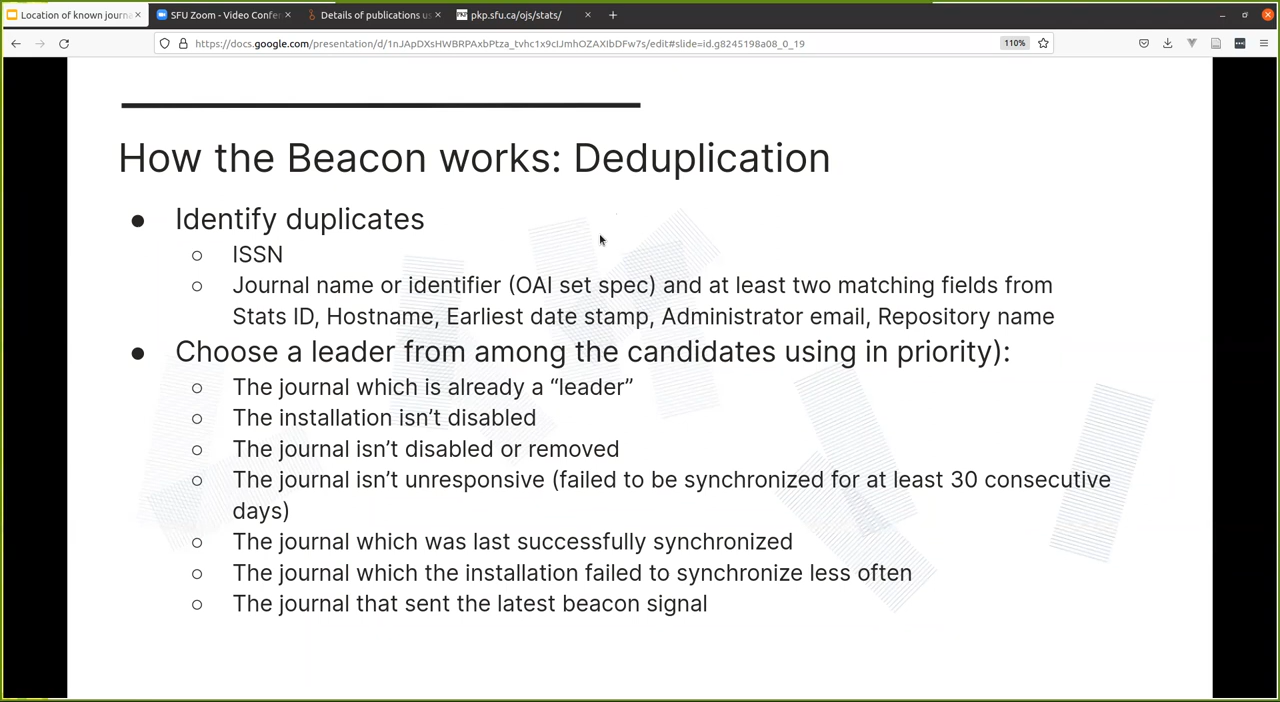 Location of known journa
SFU Zoom - Video Confe
Details of publications us
PKP pkp.sfu.ca/ojs/stats/
https://docs.google.com/presentation/d/1nJApDXsHWBRPAxbPtza_tvhc1x9cIJmhOZAXIbDFw7s/edit#slide=id.g8245198a08_0_19
110%
How the Beacon works: Deduplication
● Identify duplicates
○ ISSN
○ Journal name or identifier (OAI set spec) and at least two matching fields from
Stats ID, Hostname, Earliest date stamp, Administrator email, Repository name
● Choose a leader from among the candidates using in priority):
○ The journal which is already a “leader”
○ The installation isn’t disabled
○ The journal isn’t disabled or removed
○ The journal isn’t unresponsive (failed to be synchronized for at least 30 consecutive
days)
○ The journal which was last successfully synchronized
○ The journal which the installation failed to synchronize less often
○ The journal that sent the latest beacon signal